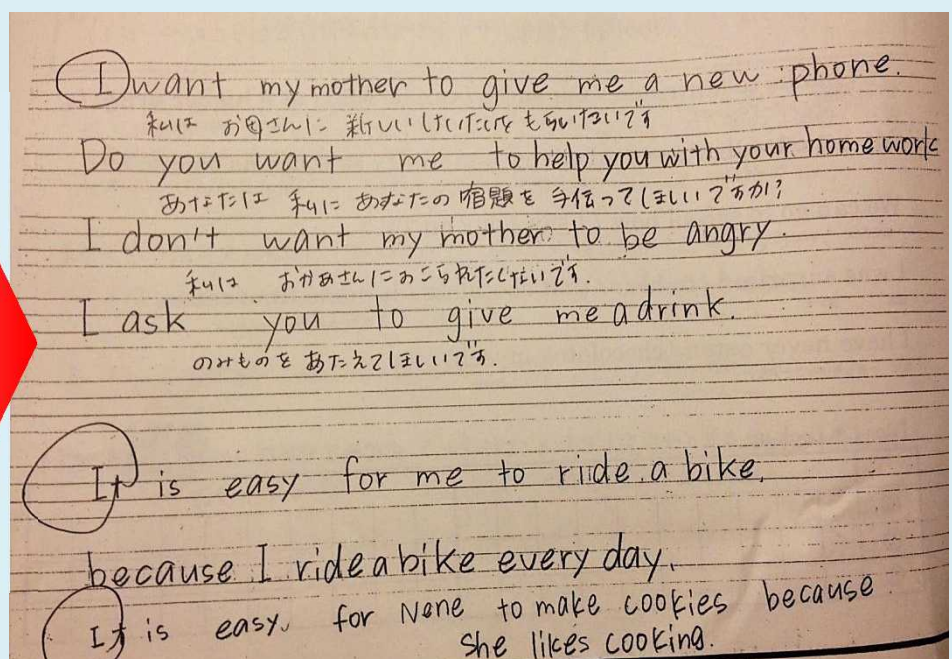 I want my mother to give me a new phone.
私は お母さんに 新しいけいたいを もらいたいです
Do you want me to help you with your homework
あなたは 私に あなたの宿題を 手伝ってほしいですか?
I don't want my mother to be angry.
私は おかあさんにおこられたくないです.
I ask you to give me a drink.
のみものを あたえてほしいです.
It is easy for me to ride a bike.
because I ride a bike every day.
It is easy for Nene to make cookies because
she likes cooking.